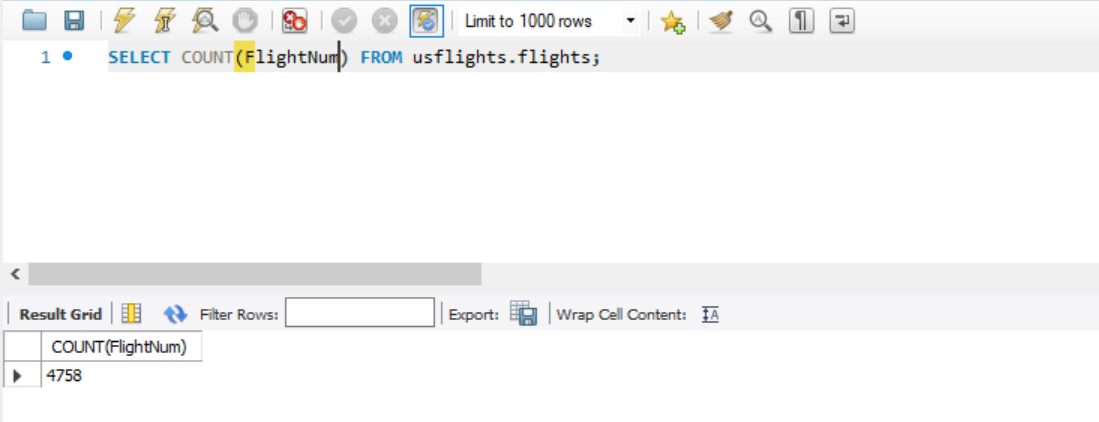 Limit to 1000 rows
1 SELECT COUNT(FlightNum) FROM usflights.flights;
Result Grid Filter Rows: Export: Wrap Cell Content:
COUNT(FlightNum)
4758